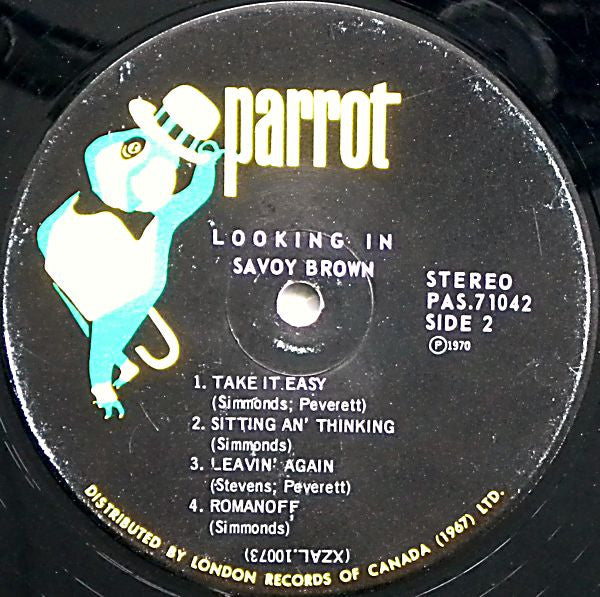 parrot
LOOKING IN
SAVOY BROWN
STEREO
PAS.71042
SIDE 2
Ⓟ1970
1. TAKE IT EASY
(Simmonds; Peverett)
2. SITTING AN' THINKING
(Simmonds)
3. LEAVIN' AGAIN
(Stevens; Peverett)
4. ROMANOFF
(Simmonds)
(XZAL.10073)
DISTRIBUTED BY LONDON RECORDS OF CANADA (1967) LTD.